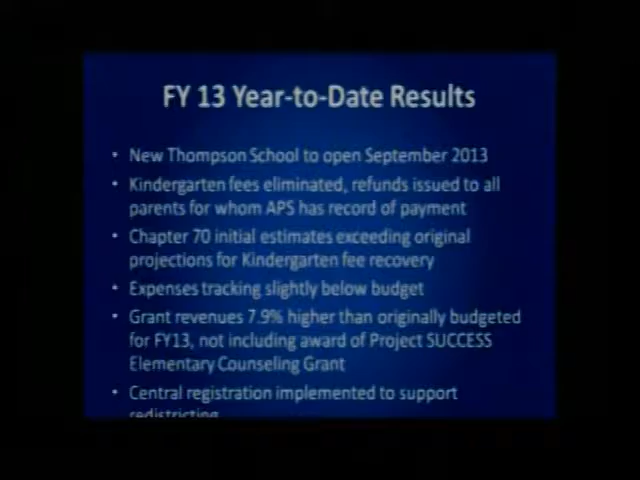 FY 13 Year-to-Date Results
• New Thompson School to open September 2013
• Kindergarten fees eliminated, refunds issued to all
parents for whom APS has record of payment
• Chapter 70 initial estimates exceeding original
projections for Kindergarten fee recovery
• Expenses tracking slightly below budget
• Grant revenues 7.9% higher than originally budgeted
for FY13, not including award of Project SUCCESS
Elementary Counseling Grant
• Central registration implemented to support
redistricting